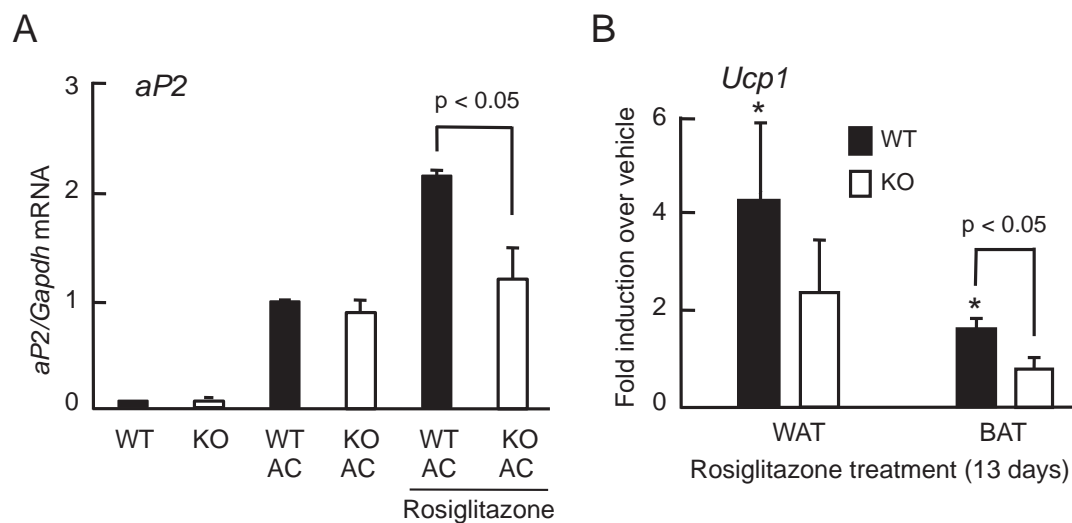 A
aP2
aP2/Gapdh mRNA
3
2
1
0
p < 0.05
WT
KO
WT
AC
KO
AC
WT
AC
KO
AC
Rosiglitazone
B
Ucp1
Fold induction over vehicle
6
4
2
0
*
WT
KO
p < 0.05
*
WAT
BAT
Rosiglitazone treatment (13 days)